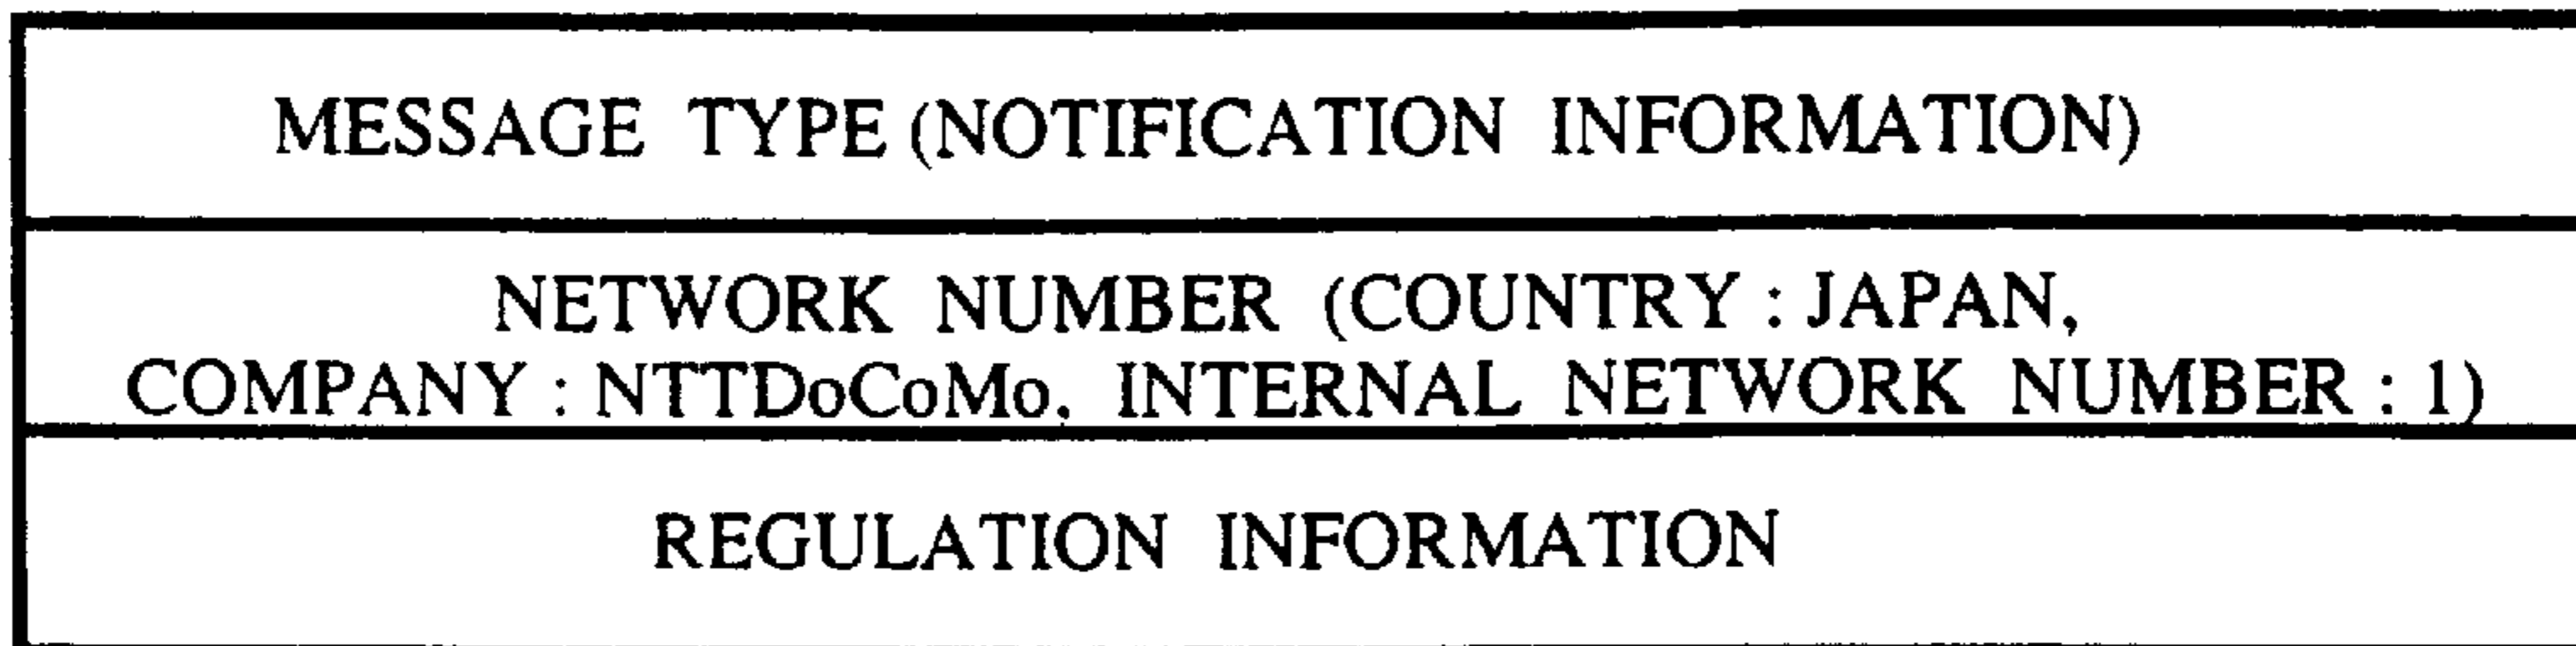 MESSAGE TYPE (NOTIFICATION INFORMATION)
NETWORK NUMBER (COUNTRY : JAPAN,
COMPANY : NTTDoCoMo, INTERNAL NETWORK NUMBER : 1)
REGULATION INFORMATION